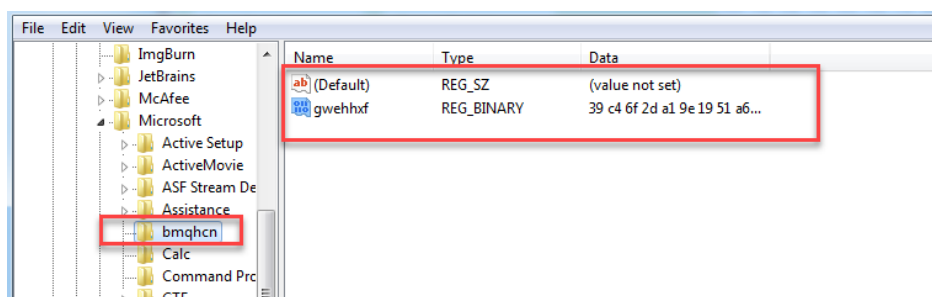 File Edit View Favorites Help
ImgBurn
JetBrains
McAfee
Microsoft
Active Setup
ActiveMovie
ASF Stream De
Assistance
bmqhcn
Calc
Command Prc
CTF
Name Type Data
(Default) REG_SZ (value not set)
gwehhxf REG_BINARY 39 c4 6f 2d a1 9e 19 51 a6...